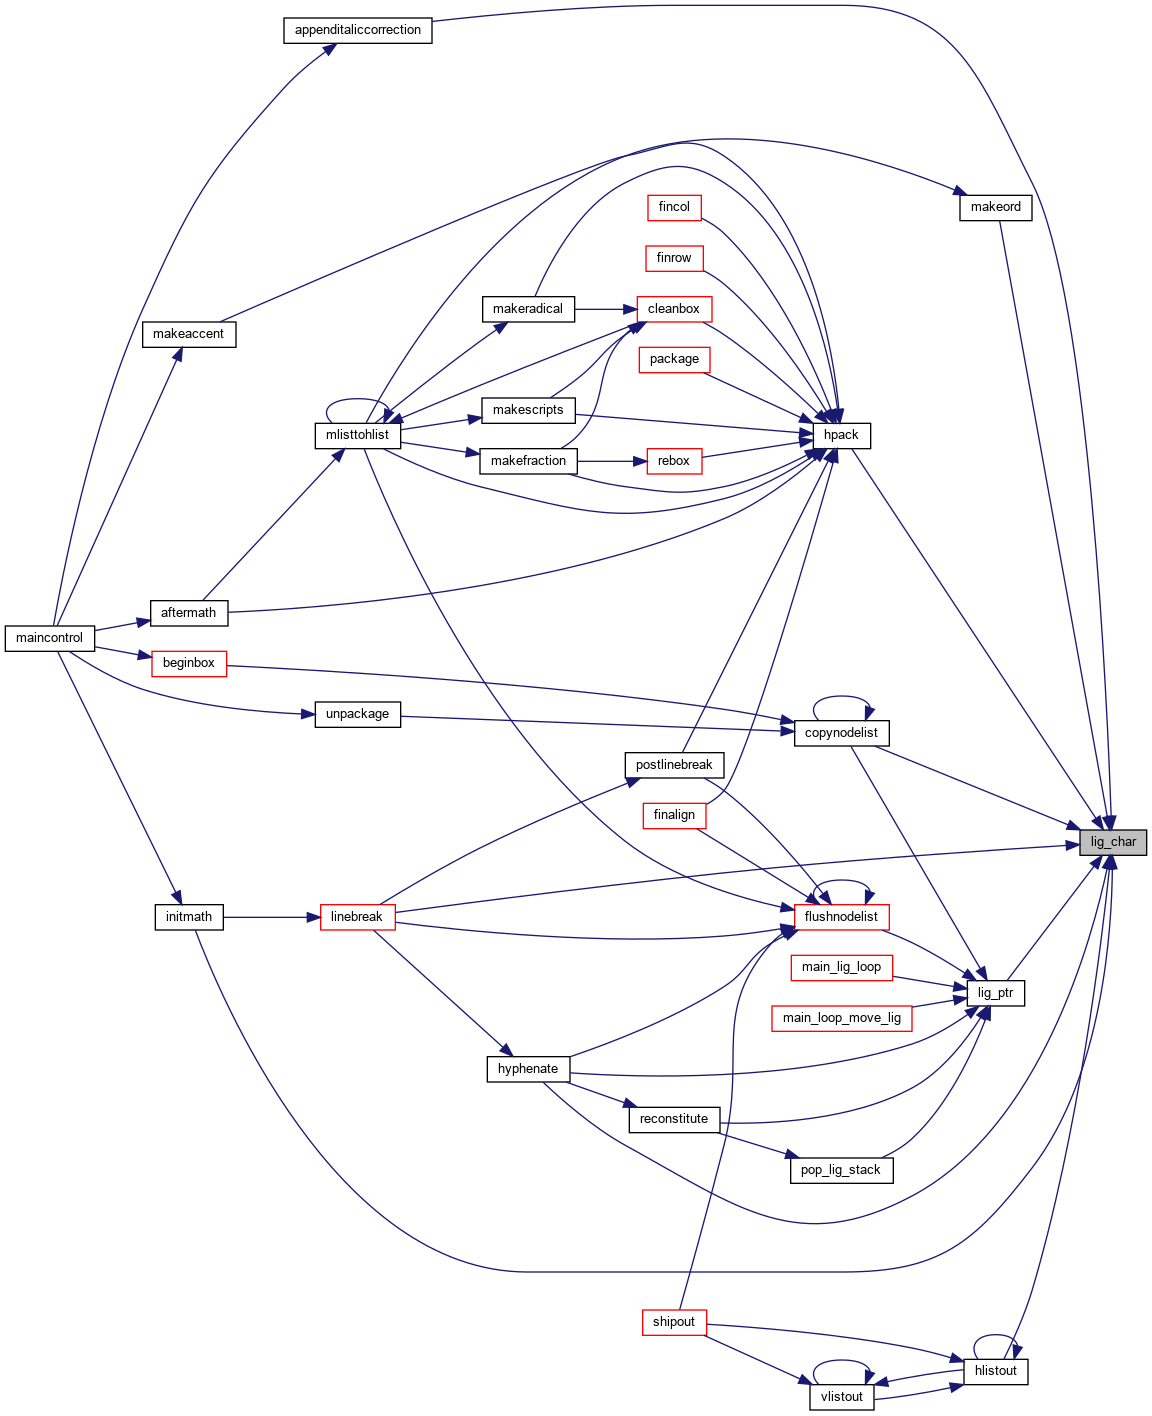 appenditaliccorrection
makeord
fincol
finrow
makeradical
cleanbox
makeaccent
package
makescripts
mlisttohlist
hpack
makefraction
rebox
aftermath
maincontrol
beginbox
unpackage
copynodelist
postlinebreak
finalign
lig_char
initmath
linebreak
flushnodelist
main_lig_loop
lig_ptr
main_loop_move_lig
hyphenate
reconstitute
pop_lig_stack
shipout
hlistout
vlistout